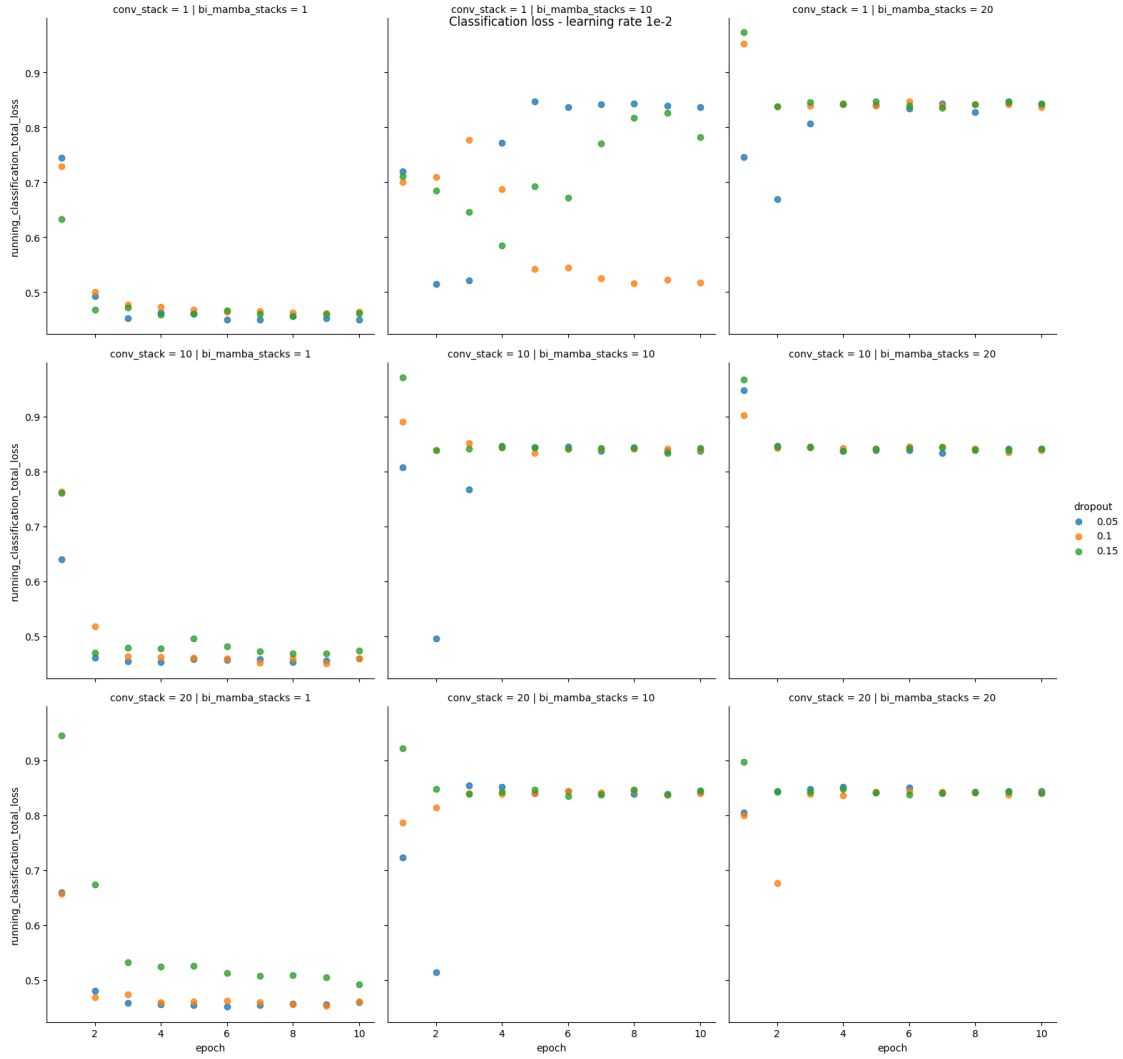 conv_stack = 1 | bi_mamba_stacks = 1
conv_stack = 1 | bi_mamba_stacks = 10
conv_stack = 1 | bi_mamba_stacks = 20
Classification loss - learning rate 1e-2
running_classification_total_loss
0.9
0.8
0.7
0.6
0.5
conv_stack = 10 | bi_mamba_stacks = 1
conv_stack = 10 | bi_mamba_stacks = 10
conv_stack = 10 | bi_mamba_stacks = 20
running_classification_total_loss
0.9
0.8
0.7
0.6
0.5
dropout
0.05
0.1
0.15
conv_stack = 20 | bi_mamba_stacks = 1
conv_stack = 20 | bi_mamba_stacks = 10
conv_stack = 20 | bi_mamba_stacks = 20
running_classification_total_loss
0.9
0.8
0.7
0.6
0.5
2 4 6 8 10
2 4 6 8 10
2 4 6 8 10
epoch
epoch
epoch